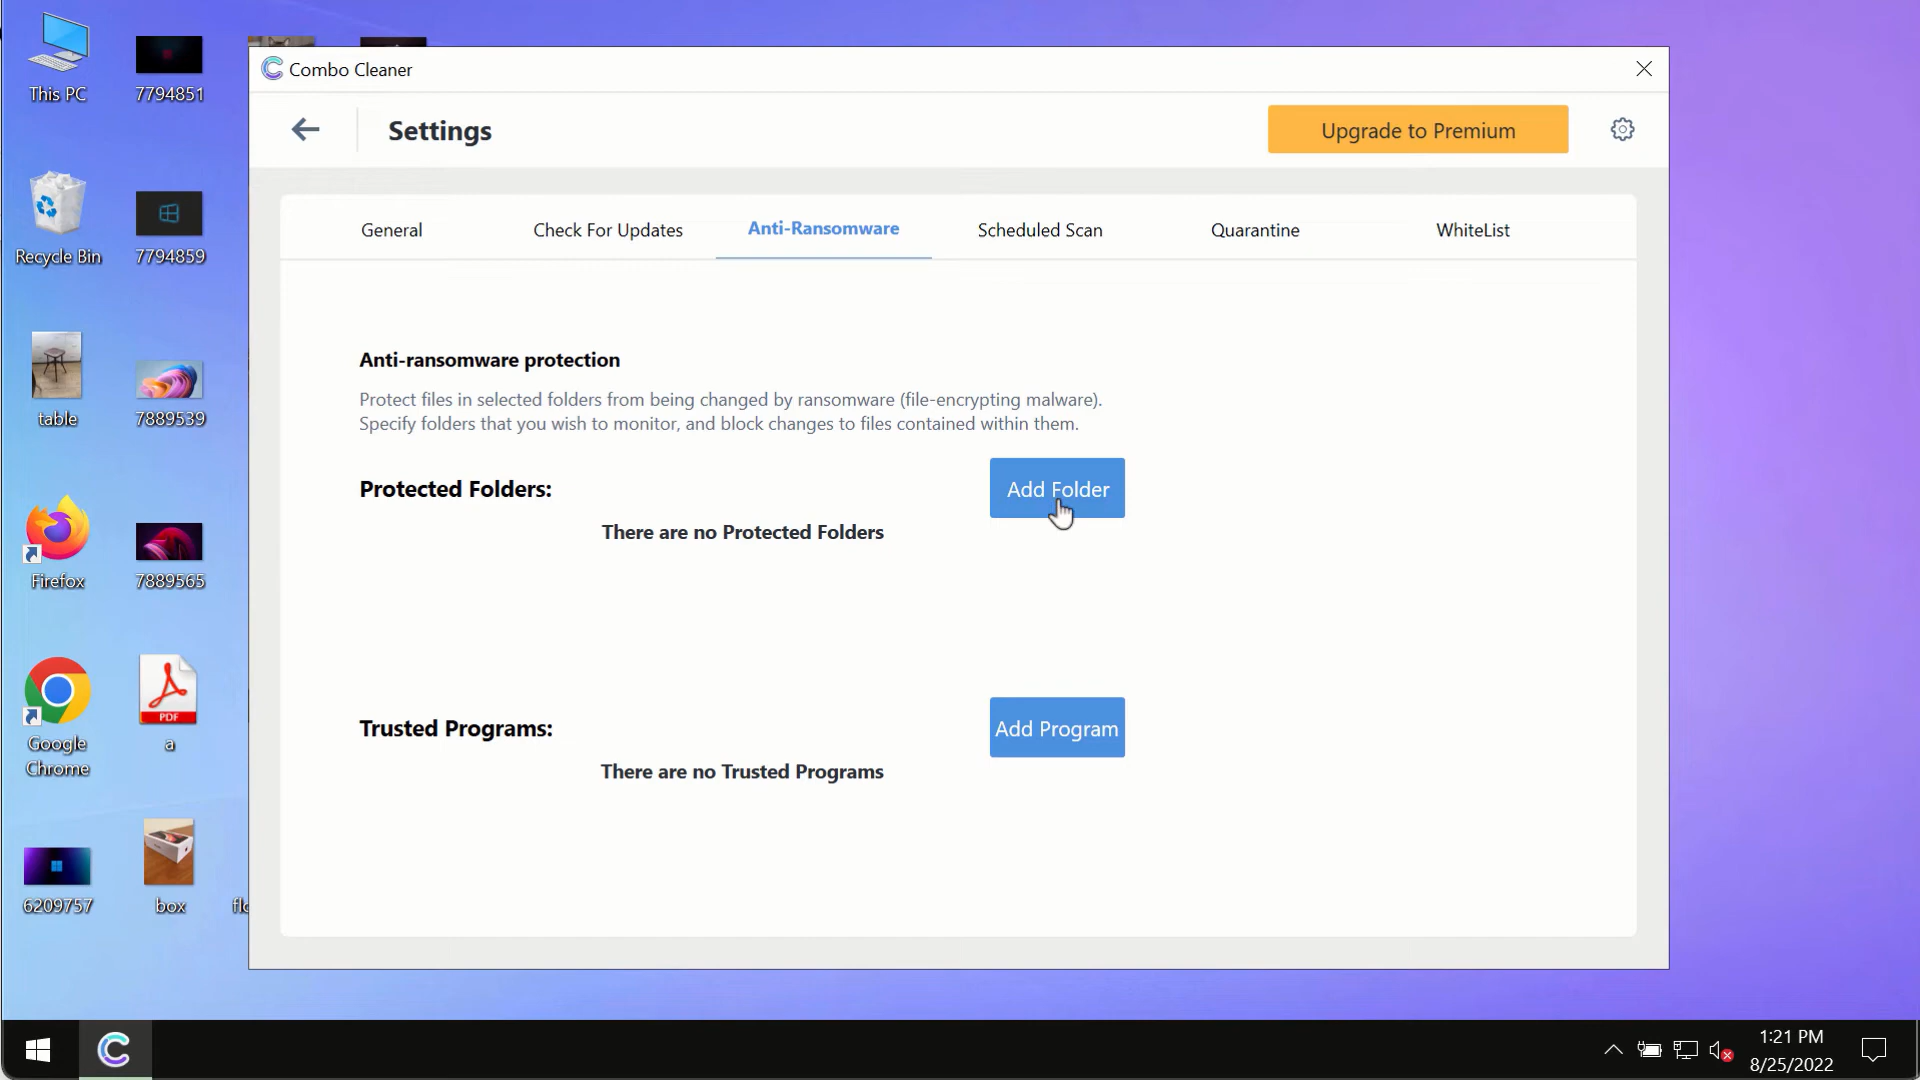 This PC
7794851
Recycle Bin
7794859
table
7889539
Firefox
7889565
Google
Chrome
PDF
a
6209757
box
Combo Cleaner
Settings
Upgrade to Premium
General
Check For Updates
Anti-Ransomware
Scheduled Scan
Quarantine
WhiteList
Anti-ransomware protection
Protect files in selected folders from being changed by ransomware (file-encrypting malware).
Specify folders that you wish to monitor, and block changes to files contained within them.
Protected Folders:
Add Folder
There are no Protected Folders
Trusted Programs:
Add Program
There are no Trusted Programs
1:21 PM
8/25/2022